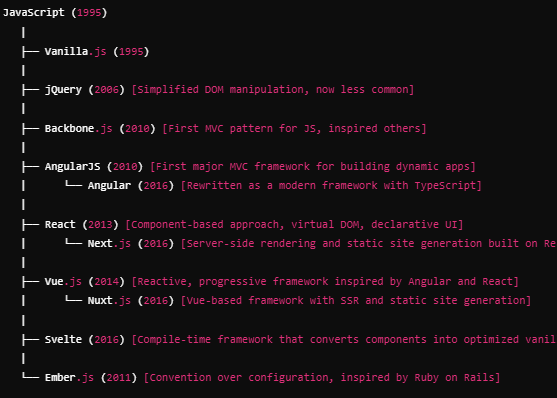 JavaScript (1995)
│
├── Vanilla.js (1995)
│
├── jQuery (2006) [Simplified DOM manipulation, now less common]
│
├── Backbone.js (2010) [First MVC pattern for JS, inspired others]
│
├── AngularJS (2010) [First major MVC framework for building dynamic apps]
│     └── Angular (2016) [Rewritten as a modern framework with TypeScript]
│
├── React (2013) [Component-based approach, virtual DOM, declarative UI]
│     └── Next.js (2016) [Server-side rendering and static site generation built on Re
│
├── Vue.js (2014) [Reactive, progressive framework inspired by Angular and React]
│     └── Nuxt.js (2016) [Vue-based framework with SSR and static site generation]
│
├── Svelte (2016) [Compile-time framework that converts components into optimized vanil
│
└── Ember.js (2011) [Convention over configuration, inspired by Ruby on Rails]